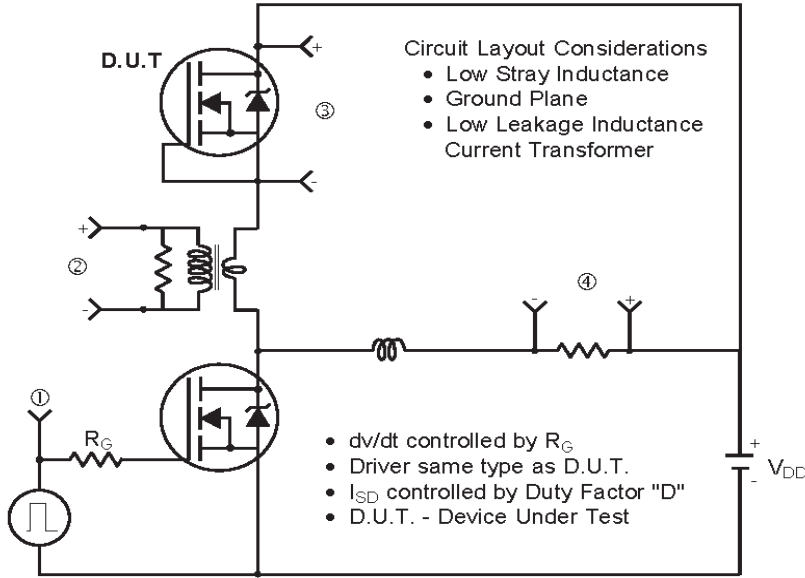 D.U.T
+
③
-
Circuit Layout Considerations
• Low Stray Inductance
• Ground Plane
• Low Leakage Inductance
Current Transformer
+
②
-
-
④
+
①
R_G
• dv/dt controlled by R_G
• Driver same type as D.U.T.
• I_SD controlled by Duty Factor "D"
• D.U.T. - Device Under Test
+
V_DD
-